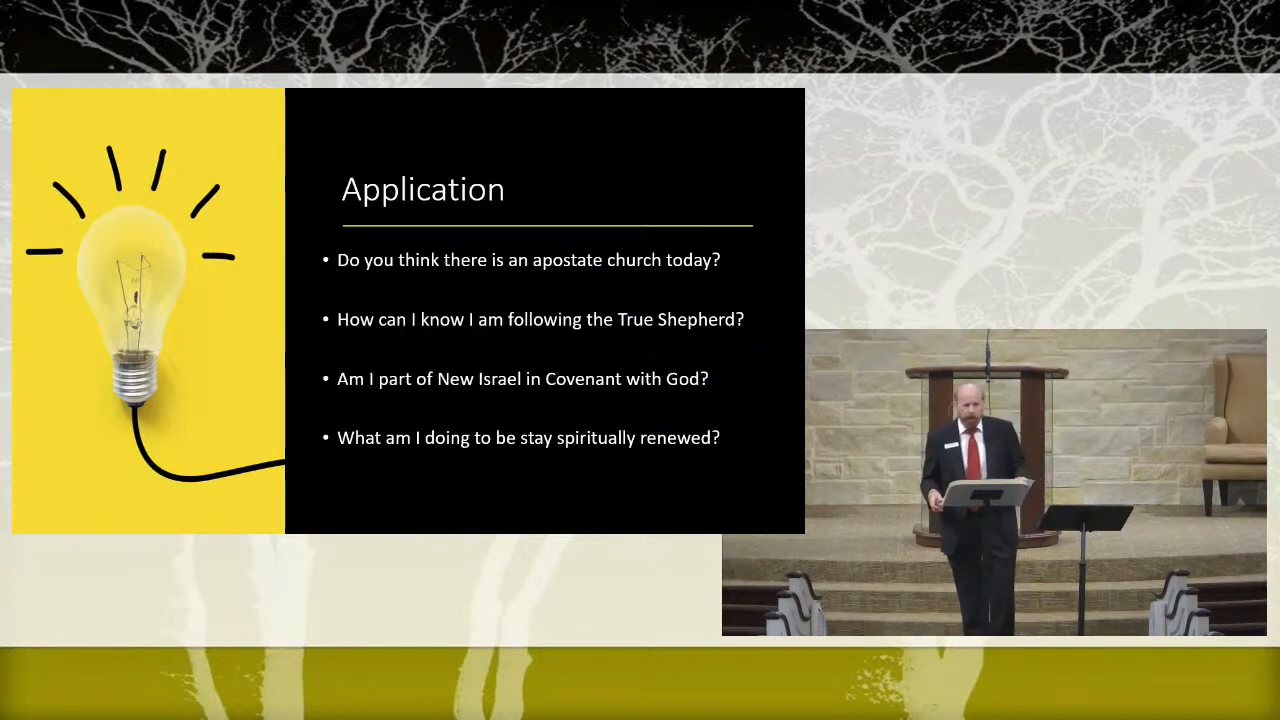 Application
• Do you think there is an apostate church today?
• How can I know I am following the True Shepherd?
• Am I part of New Israel in Covenant with God?
• What am I doing to be stay spiritually renewed?